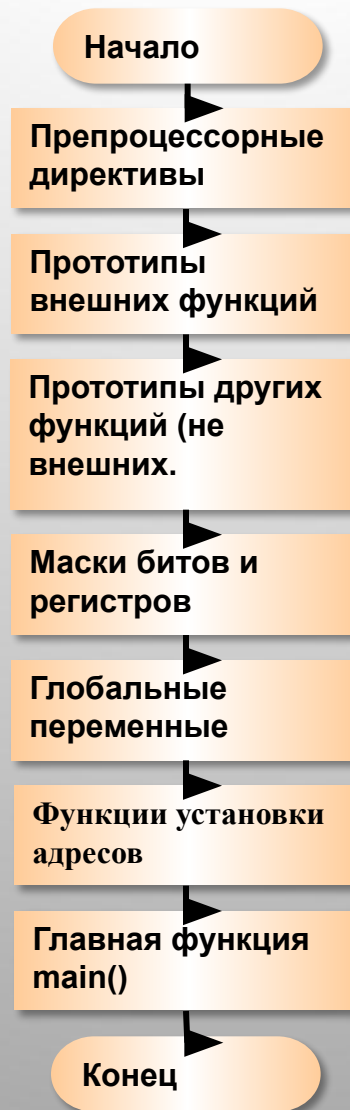 Начало
Препроцессорные
директивы
Прототипы
внешних функций
Прототипы других
функций (не
внешних.
Маски битов и
регистров
Глобальные
переменные
Функции установки
адресов
Главная функция
main()
Конец